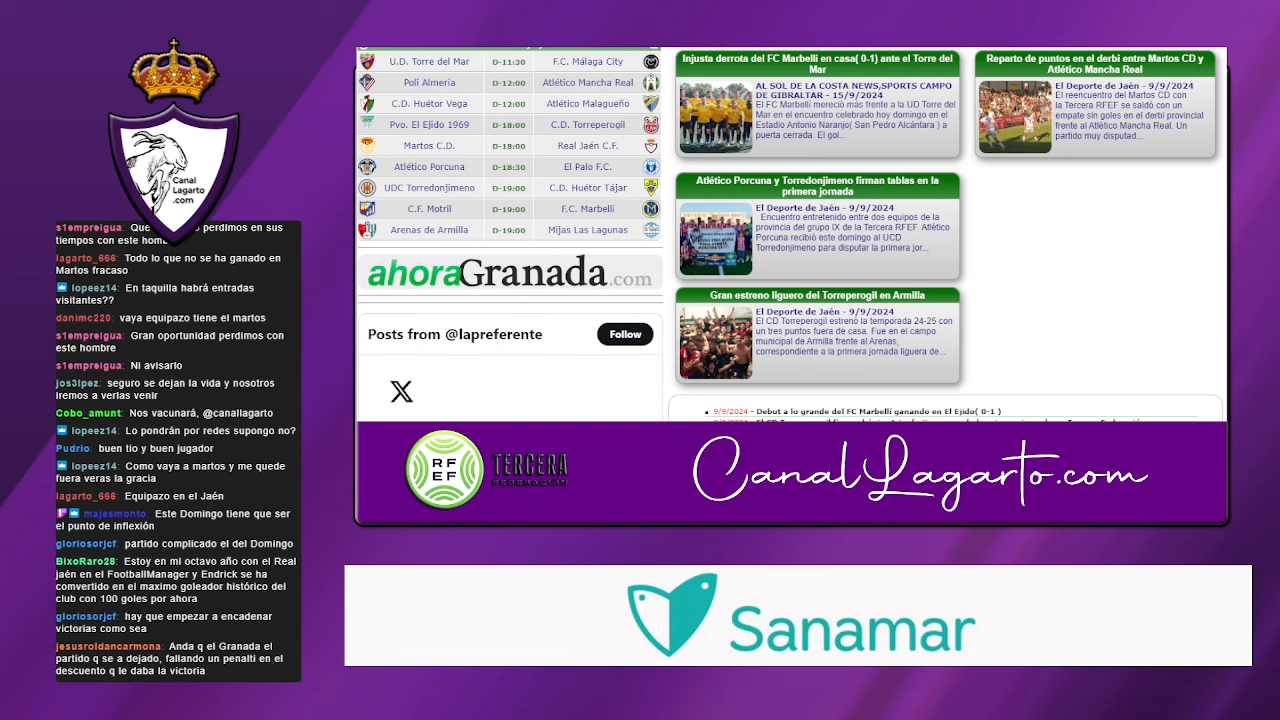 Canal
Lagarto
.com
s1empreigua: Que
perdimos en sus
tiempos con este
lagarto_666: Todo lo que no se ha ganado en
Martos fracaso
lopeez14: En taquilla habrá entradas
visitantes??
danimc220: vaya equipazo tiene el martos
s1empreigua: Gran oportunidad perdimos con
este hombre
s1empreigua: Ni avisarlo
jos3lpez: seguro se dejan la vida y nosotros
iremos a verlas venir
Cobo_amunt: Nos vacunará, @canallagarto
lopeez14: Lo pondrán por redes supongo no?
Pudrio: buen tio y buen jugador
lopeez14: Como vaya a martos y me quede
fuera veras la gracia
lagarto_666: Equipazo en el Jaén
majesmonto: Este Domingo tiene que ser
el punto de inflexión
gloriosorjcf: partido complicado el del Domingo
BixoRaro28: Estoy en mi octavo año con el Real
jaén en el FootballManager y Endrick se ha
comvertido en el maximo goleador histórico del
club con 100 goles por ahora
gloriosorjcf: hay que empezar a encadenar
victorias como sea
jesusroldancarmona: Anda q el Granada el
partido q se a dejado, fallando un penalti en el
descuento q le daba la victoria
U.D. Torre del Mar D-11:30 F.C. Málaga City
Pol. Almería D-12:00 Atlético Mancha Real
C.D. Huétor Vega D-12:00 Atlético Malagueño
Pvo. El Ejido 1969 D-18:00 C.D. Torreperogil
Martos C.D. D-18:00 Real Jaén C.F.
Atlético Porcuna D-18:30 El Palo F.C.
UDC Torredonjimeno D-19:00 C.D. Huétor Tájar
C.F. Motril D-19:00 F.C. Marbellí
Arenas de Armilla D-19:00 Mijas Las Lagunas
ahoraGranada.com
Posts from @lapreferente
Follow
Injusta derrota del FC Marbelli en casa( 0-1) ante el Torre del
Mar
AL SOL DE LA COSTA NEWS,SPORTS CAMPO
DE GIBRALTAR - 15/9/2024
El FC Marbellí mereció más frente a la UD Torre del
Mar en el encuentro celebrado hoy domingo en el
Estadio Antonio Naranjo( San Pedro Alcántara ) a
puerta cerrada. El gol...
Reparto de puntos en el derbi entre Martos CD y
Atlético Mancha Real
El Deporte de Jaén - 9/9/2024
El reencuentro del Martos CD con
la Tercera RFEF se saldó con un
empate sin goles en el derbi provincial
frente al Atlético Mancha Real. Un
partido muy disputad...
Atlético Porcuna y Torredonjimeno firman tablas en la
primera jornada
El Deporte de Jaén - 9/9/2024
Encuentro entretenido entre dos equipos de la
provincia del grupo IX de la Tercera RFEF. Atlético
Porcuna recibió este domingo al UCD
Torredonjimeno para disputar la primera jor...
Gran estreno liguero del Torreperogil en Armilla
El Deporte de Jaén - 9/9/2024
El CD Torreperogil estrenó la temporada 24-25 con
un tres puntos fuera de casa. Fue en el campo
municipal de Armilla frente al Arenas,
correspondiente a la primera jornada liguera de...
9/9/2024 - Debut a lo grande del FC Marbellí ganando en El Ejido( 0-1 )
RF
EF
TERCERA
FEDERACIÓN
CanalLagarto.com
Sanamar